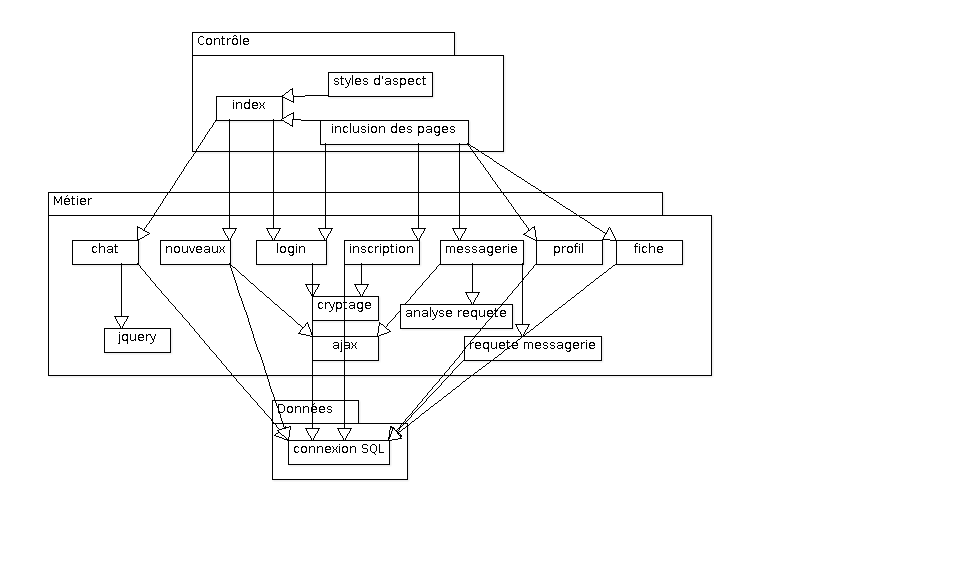 Contrôle
styles d'aspect
index
inclusion des pages
Métier
chat
nouveaux
login
inscription
messagerie
profil
fiche
cryptage
analyse requete
jquery
ajax
requete messagerie
Données
connexion SQL